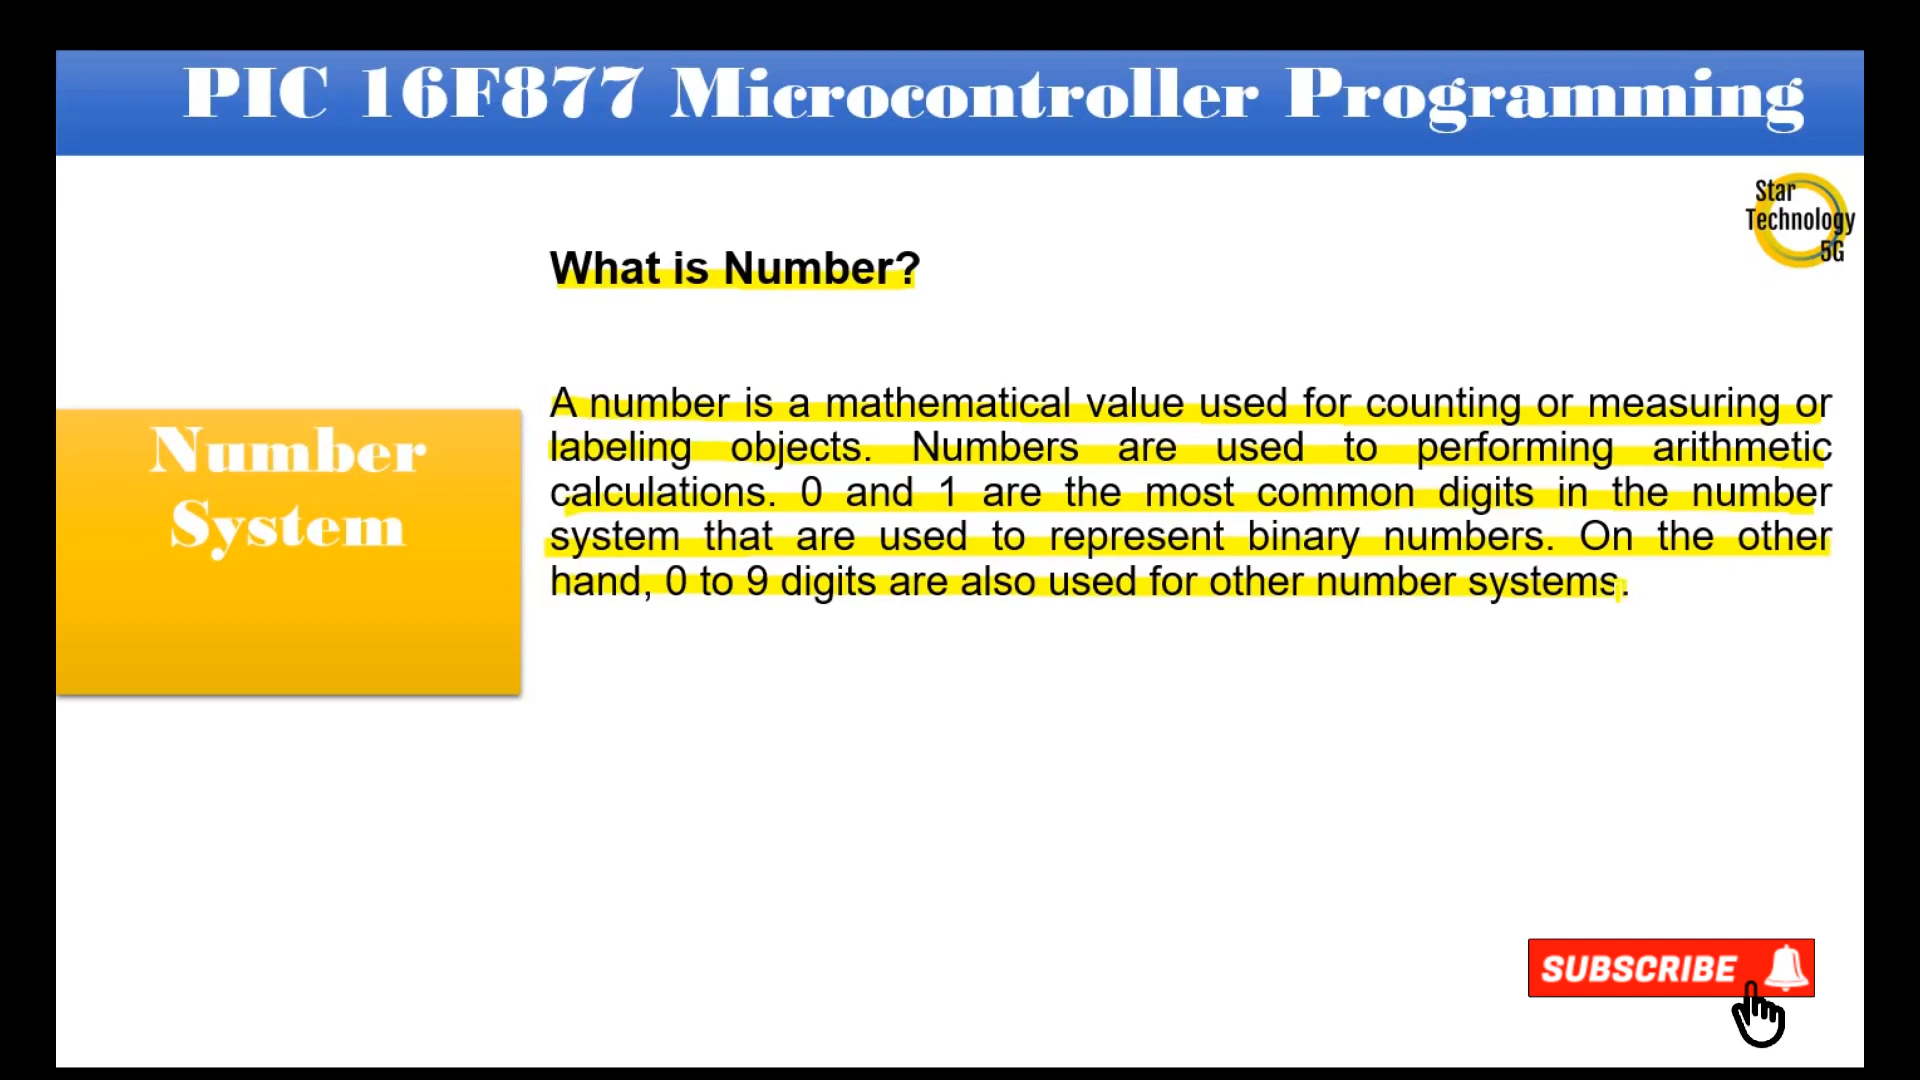 PIC 16F877 Microcontroller Programming
Star
Technology
5G
What is Number?
Number
System
A number is a mathematical value used for counting or measuring or
labeling objects. Numbers are used to performing arithmetic
calculations. 0 and 1 are the most common digits in the number
system that are used to represent binary numbers. On the other
hand, 0 to 9 digits are also used for other number systems.
SUBSCRIBE